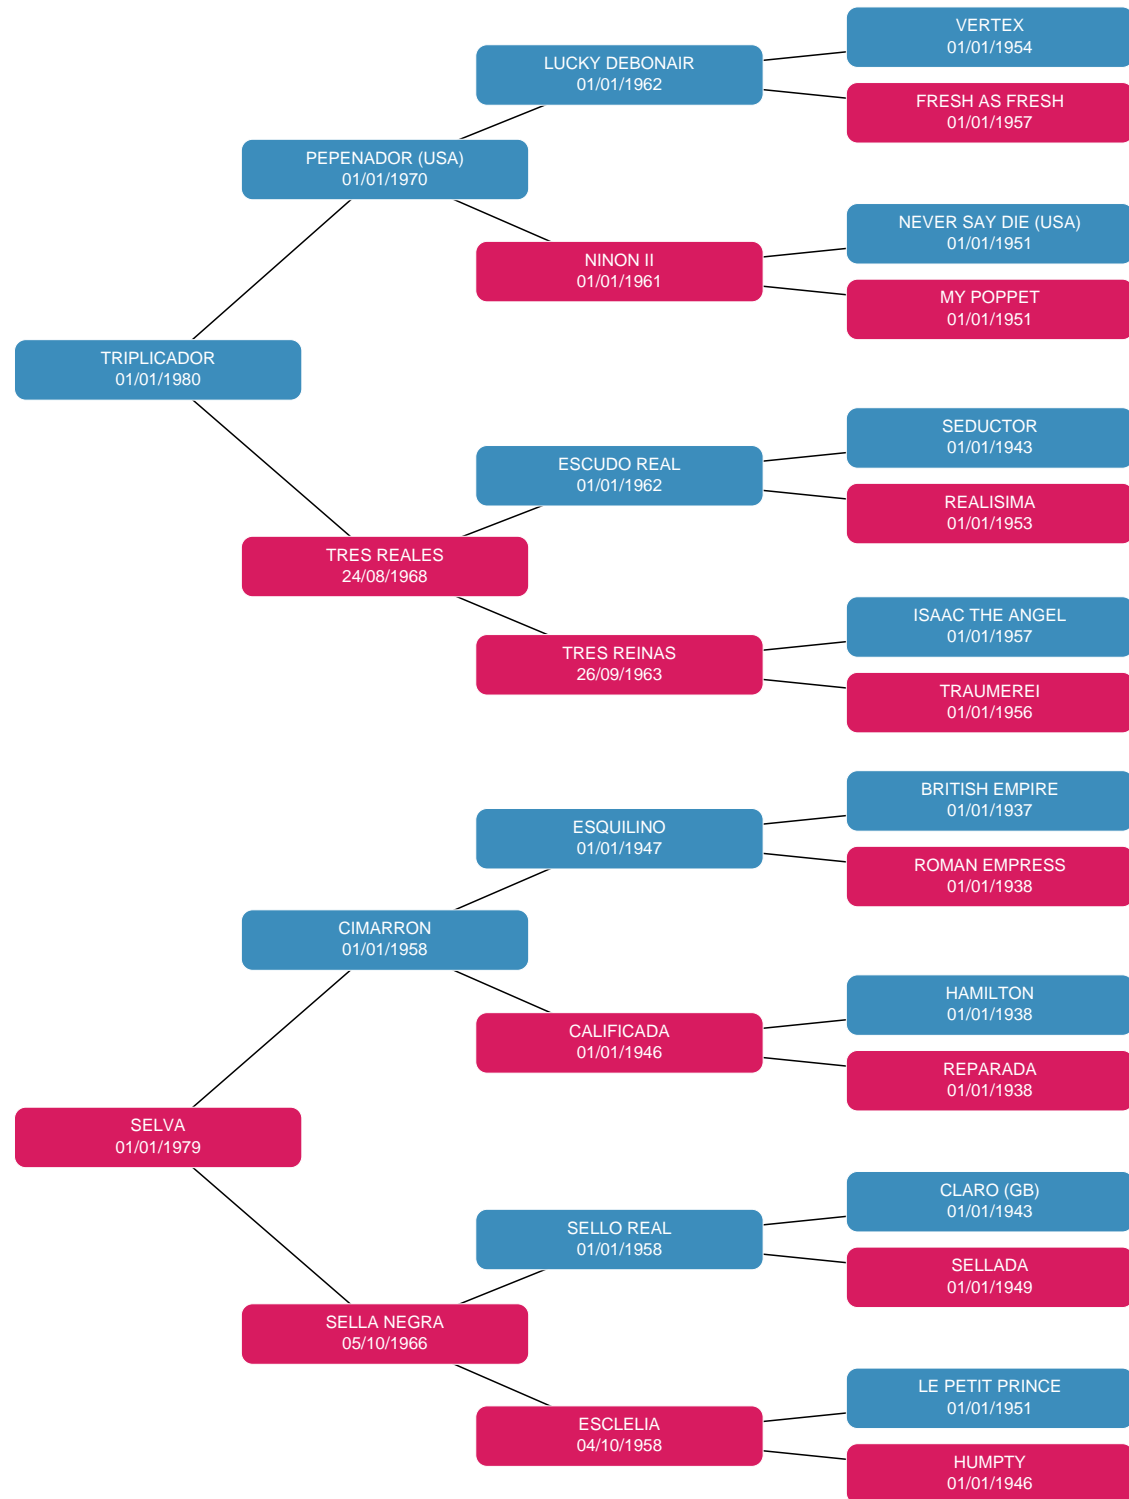 VERTEX
01/01/1954
LUCKY DEBONAIR
01/01/1962
FRESH AS FRESH
01/01/1957
PEPENADOR (USA)
01/01/1970
NEVER SAY DIE (USA)
01/01/1951
NINON II
01/01/1961
MY POPPET
01/01/1951
TRIPLICADOR
01/01/1980
SEDUCTOR
01/01/1943
ESCUDO REAL
01/01/1962
REALISIMA
01/01/1953
TRES REALES
24/08/1968
ISAAC THE ANGEL
01/01/1957
TRES REINAS
26/09/1963
TRAUMEREI
01/01/1956
BRITISH EMPIRE
01/01/1937
ESQUILINO
01/01/1947
ROMAN EMPRESS
01/01/1938
CIMARRON
01/01/1958
HAMILTON
01/01/1938
CALIFICADA
01/01/1946
REPARADA
01/01/1938
SELVA
01/01/1979
CLARO (GB)
01/01/1943
SELLO REAL
01/01/1958
SELLADA
01/01/1949
SELLA NEGRA
05/10/1966
LE PETIT PRINCE
01/01/1951
ESCLELIA
04/10/1958
HUMPTY
01/01/1946